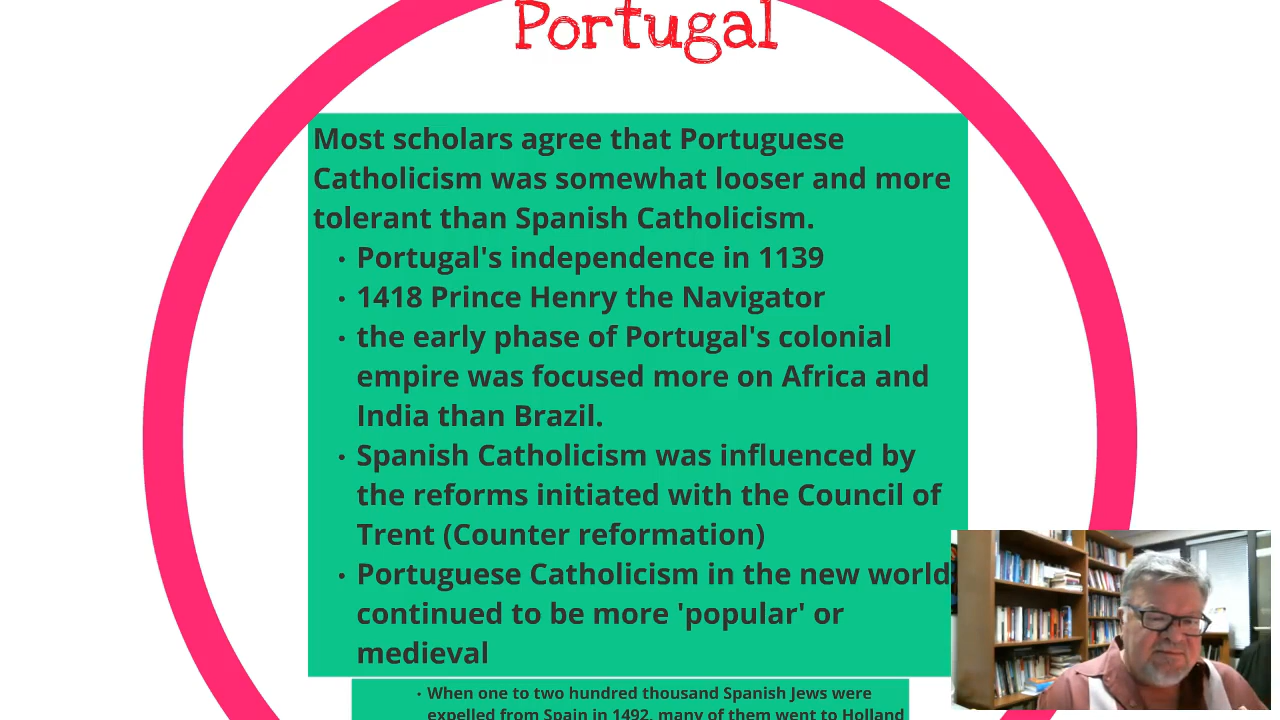 Portugal
Most scholars agree that Portuguese
Catholicism was somewhat looser and more
tolerant than Spanish Catholicism.
• Portugal's independence in 1139
• 1418 Prince Henry the Navigator
• the early phase of Portugal's colonial
empire was focused more on Africa and
India than Brazil.
• Spanish Catholicism was influenced by
the reforms initiated with the Council of
Trent (Counter reformation)
• Portuguese Catholicism in the new world
continued to be more 'popular' or
medieval
• When one to two hundred thousand Spanish Jews were
expelled from Spain in 1492, many of them went to Holland